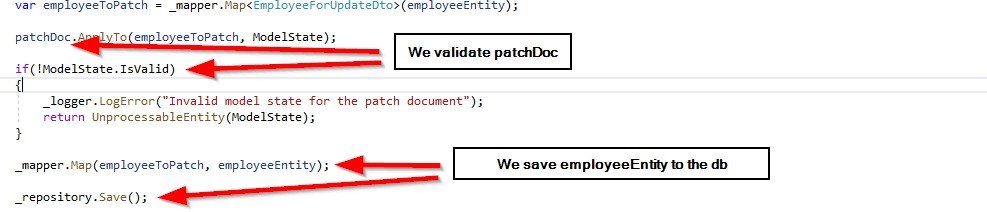 var employeeToPatch = _mapper.Map<EmployeeForUpdateDto>(employeeEntity);
patchDoc.ApplyTo(employeeToPatch, ModelState);
We validate patchDoc
if(!ModelState.IsValid)
{
_logger.LogError("Invalid model state for the patch document");
return UnprocessableEntity(ModelState);
}
_mapper.Map(employeeToPatch, employeeEntity);
We save employeeEntity to the db
_repository.Save();